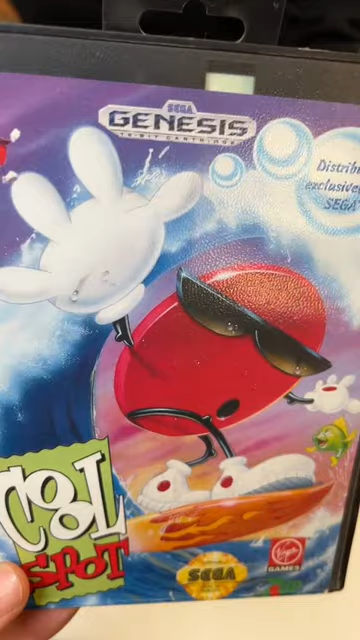 SEGA
GENESIS
16-BIT CARTRIDGE
Distrib
exclusive
SEGA
COOL
SPOT
SEGA
Virgin
GAMES